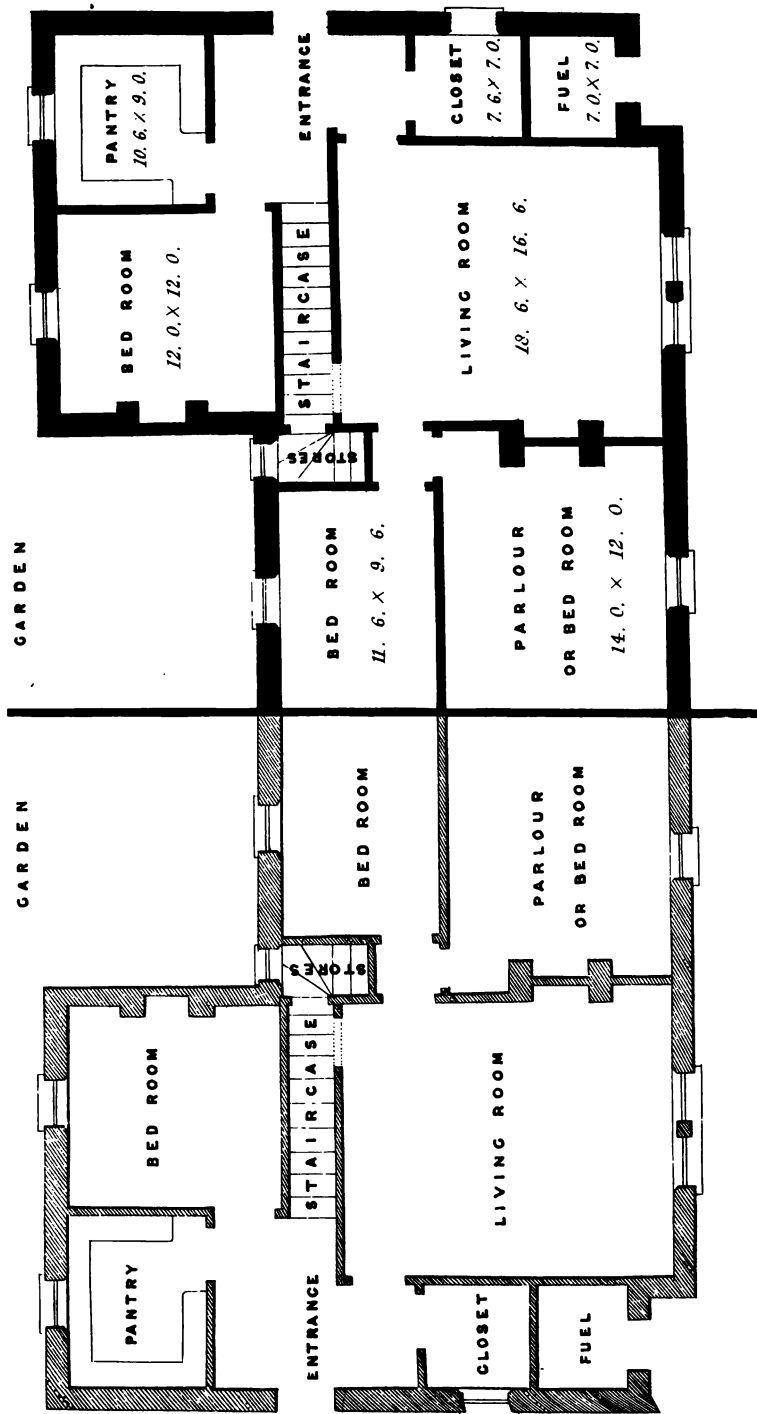 GARDEN
BED ROOM
PANTRY
STORES
STAIRCASE
BED ROOM
ENTRANCE
LIVING ROOM
PARLOUR
OR BED ROOM
CLOSET
FUEL
GARDEN
BED ROOM
12. 0. X 12. 0.
PANTRY
10. 6. X 9. 0.
STORES
STAIRCASE
ENTRANCE
BED ROOM
11. 6. X 9. 6.
LIVING ROOM
18. 6. X 16. 6.
CLOSET
7. 6. X 7. 0.
PARLOUR
OR BED ROOM
14. 0. X 12. 0.
FUEL
7. 0. X 7. 0.